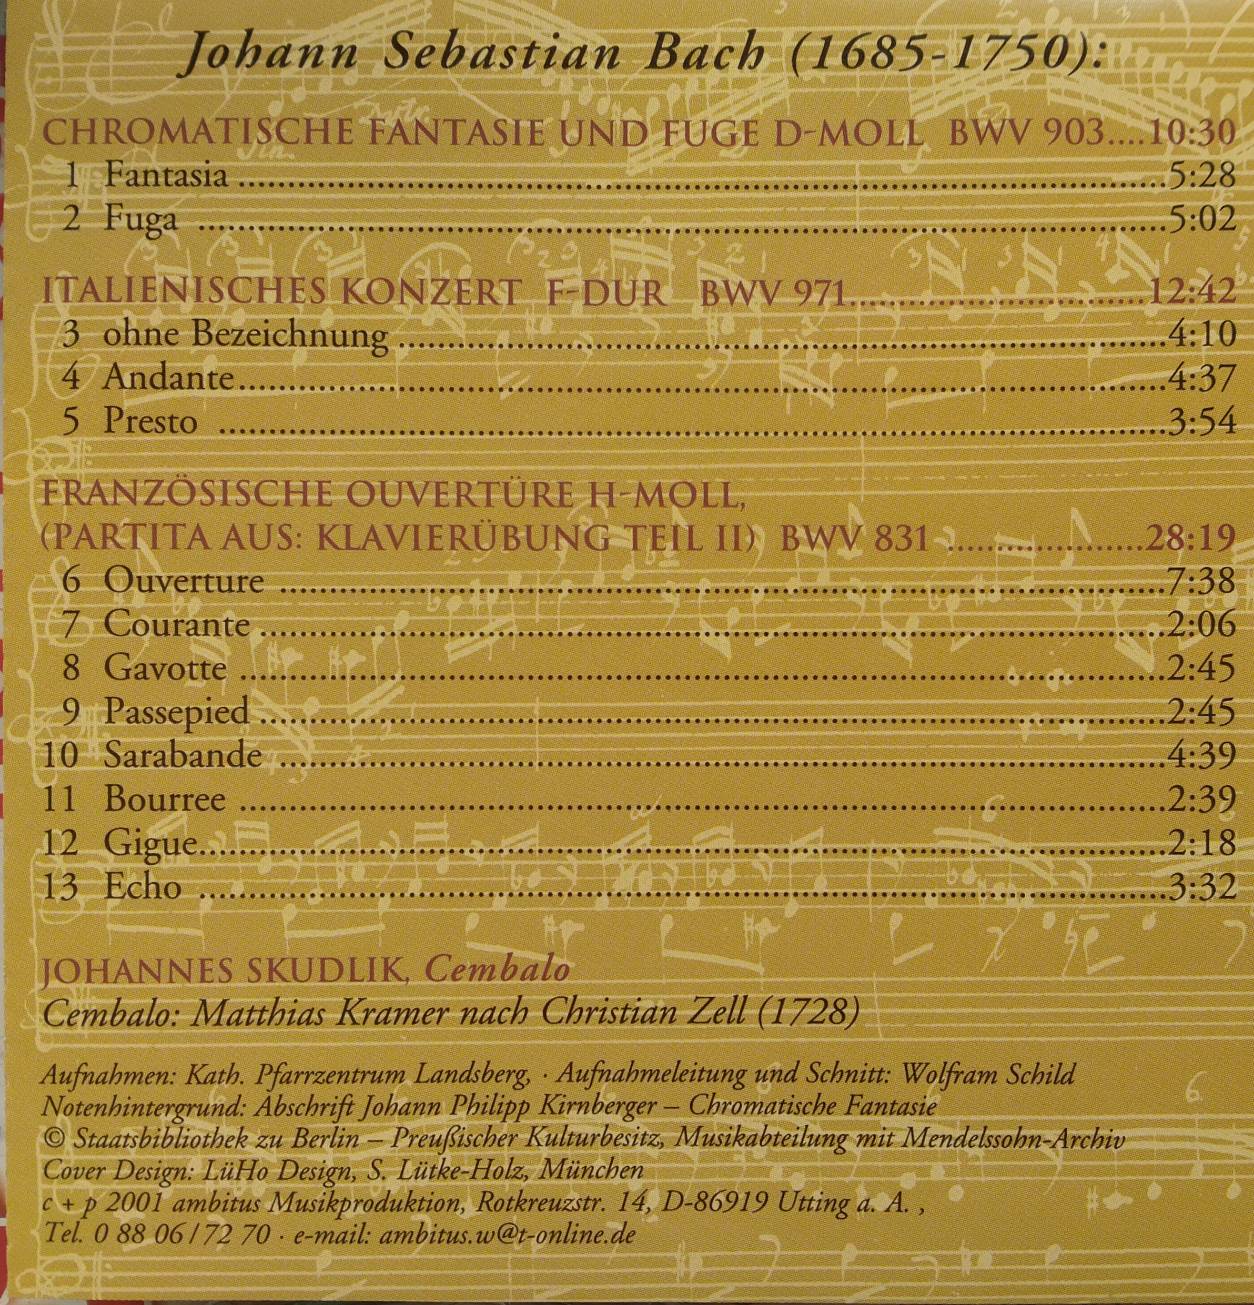 Johann Sebastian Bach (1685-1750):
CHROMATISCHE FANTASIE UND FUGE D-MOLL BWV 903....10:30
1 Fantasia ....................5:28
2 Fuga ....................5:02
ITALIENISCHES KONZERT F-DUR BWV 971....................12:42
3 ohne Bezeichnung ....................4:10
4 Andante....................4:37
5 Presto ....................3:54
FRANZÖSISCHE OUVERTÜRE H-MOLL,
(PARTITA AUS: KLAVIERÜBUNG TEIL II) BWV 831 ....................28:19
6 Ouverture ....................7:38
7 Courante ....................2:06
8 Gavotte ....................2:45
9 Passepied ....................2:45
10 Sarabande ....................4:39
11 Bourree ....................2:39
12 Gigue....................2:18
13 Echo ....................3:32
JOHANNES SKUDLIK, Cembalo
Cembalo: Matthias Kramer nach Christian Zell (1728)
Aufnahmen: Kath. Pfarrzentrum Landsberg, · Aufnahmeleitung und Schnitt: Wolfram Schild
Notenhintergrund: Abschrift Johann Philipp Kirnberger – Chromatische Fantasie
© Staatsbibliothek zu Berlin – Preußischer Kulturbesitz, Musikabteilung mit Mendelssohn-Archiv
Cover Design: LüHo Design, S. Lütke-Holz, München
c + p 2001 ambitus Musikproduktion, Rotkreuzstr. 14, D-86919 Utting a. A. ,
Tel. 0 88 06 / 72 70 · e-mail: ambitus.w@t-online.de